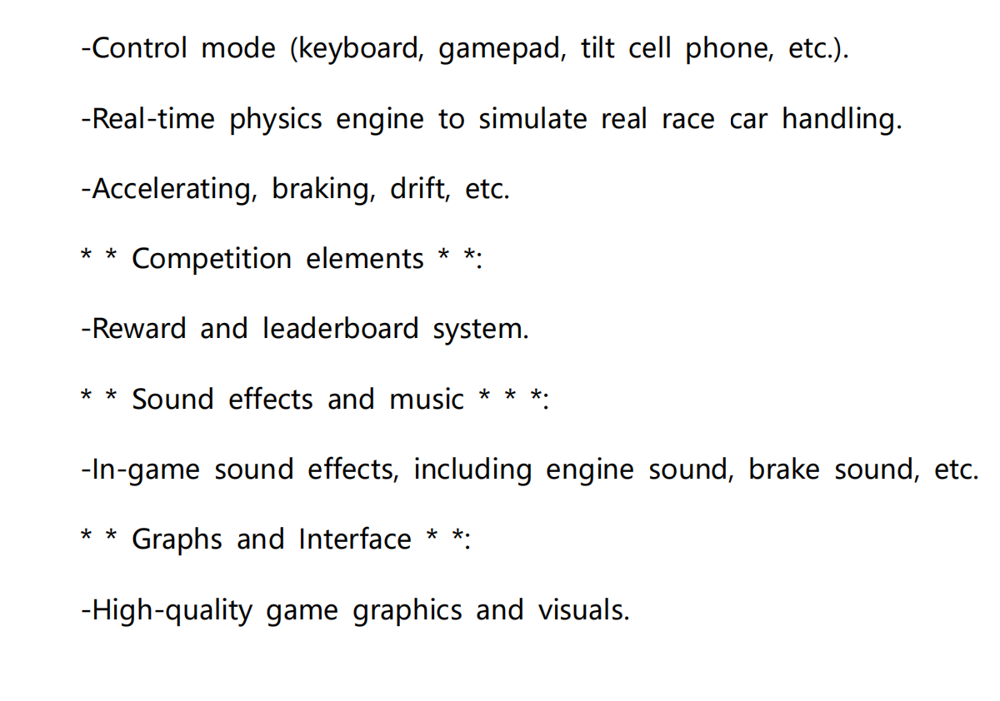 -Control mode (keyboard, gamepad, tilt cell phone, etc.).
-Real-time physics engine to simulate real race car handling.
-Accelerating, braking, drift, etc.
* * Competition elements * *:
-Reward and leaderboard system.
* * Sound effects and music * * *:
-In-game sound effects, including engine sound, brake sound, etc.
* * Graphs and Interface * *:
-High-quality game graphics and visuals.